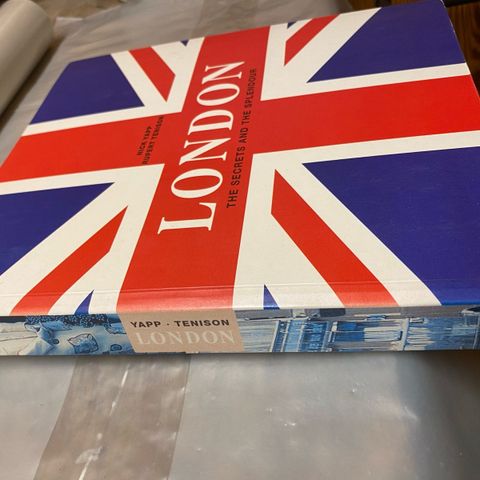 NICK YAPP
RUPERT TENISON
LONDON
THE SECRETS AND THE SPLENDOUR
YAPP · TENISON
LONDON